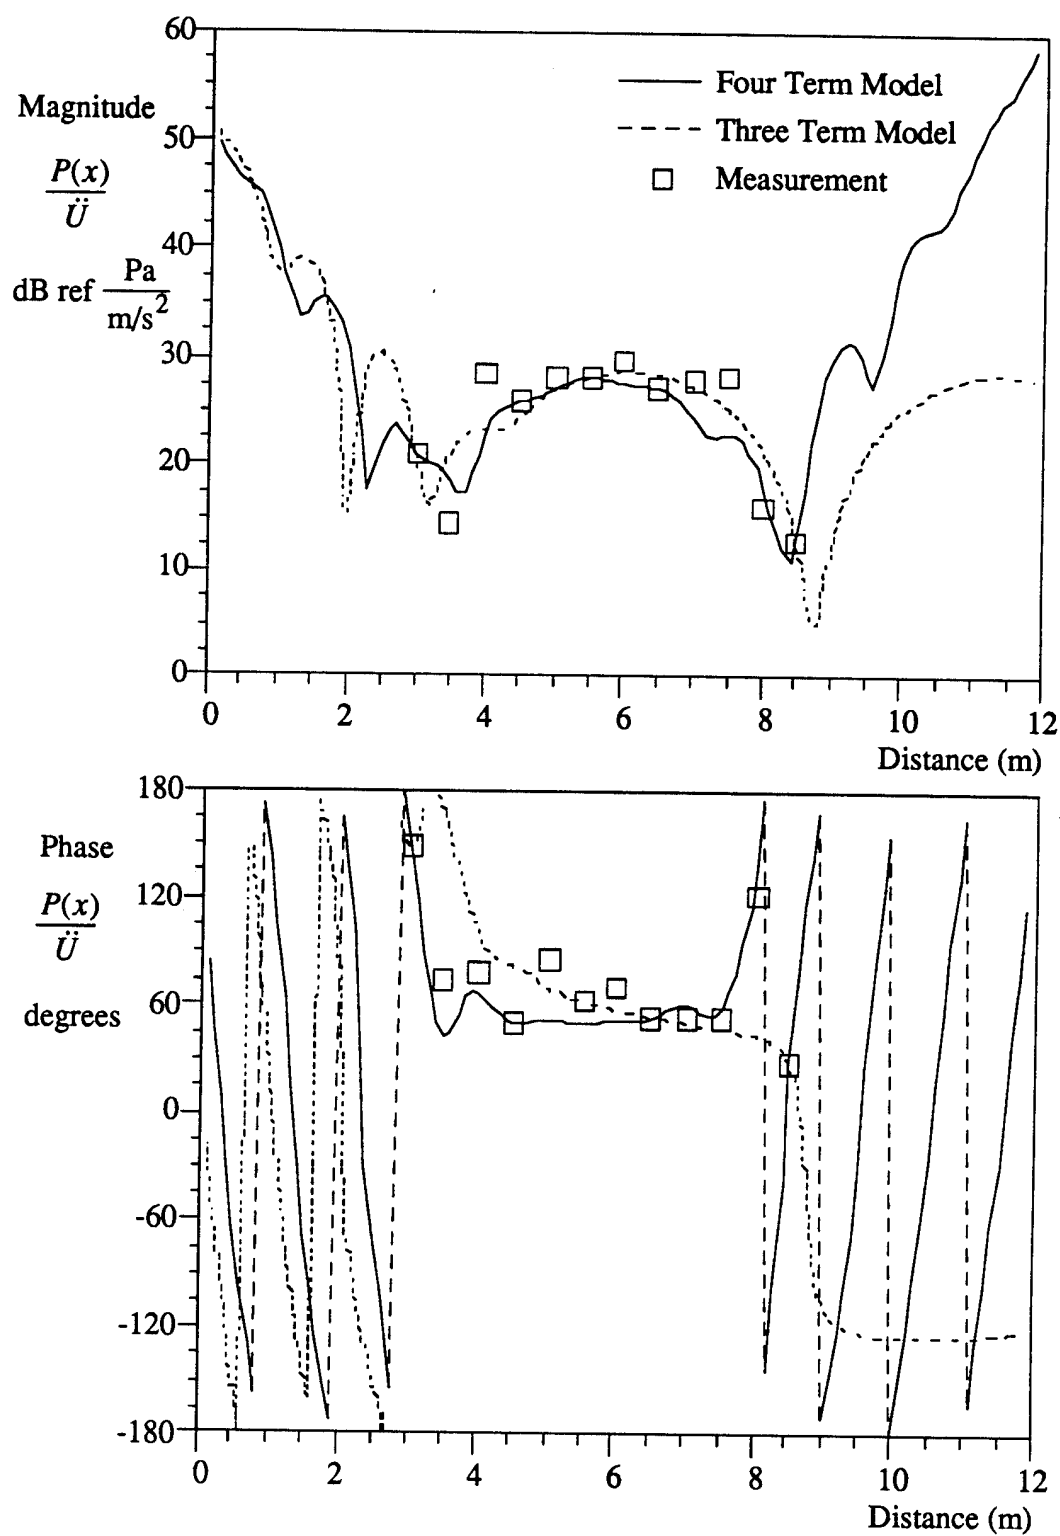 60
50
40
30
20
10
0
Magnitude
P(x)
Ü
dB ref Pa
m/s²
Four Term Model
Three Term Model
Measurement
0 2 4 6 8 10 12
Distance (m)
180
120
60
0
-60
-120
-180
Phase
P(x)
Ü
degrees
0 2 4 6 8 10 12
Distance (m)